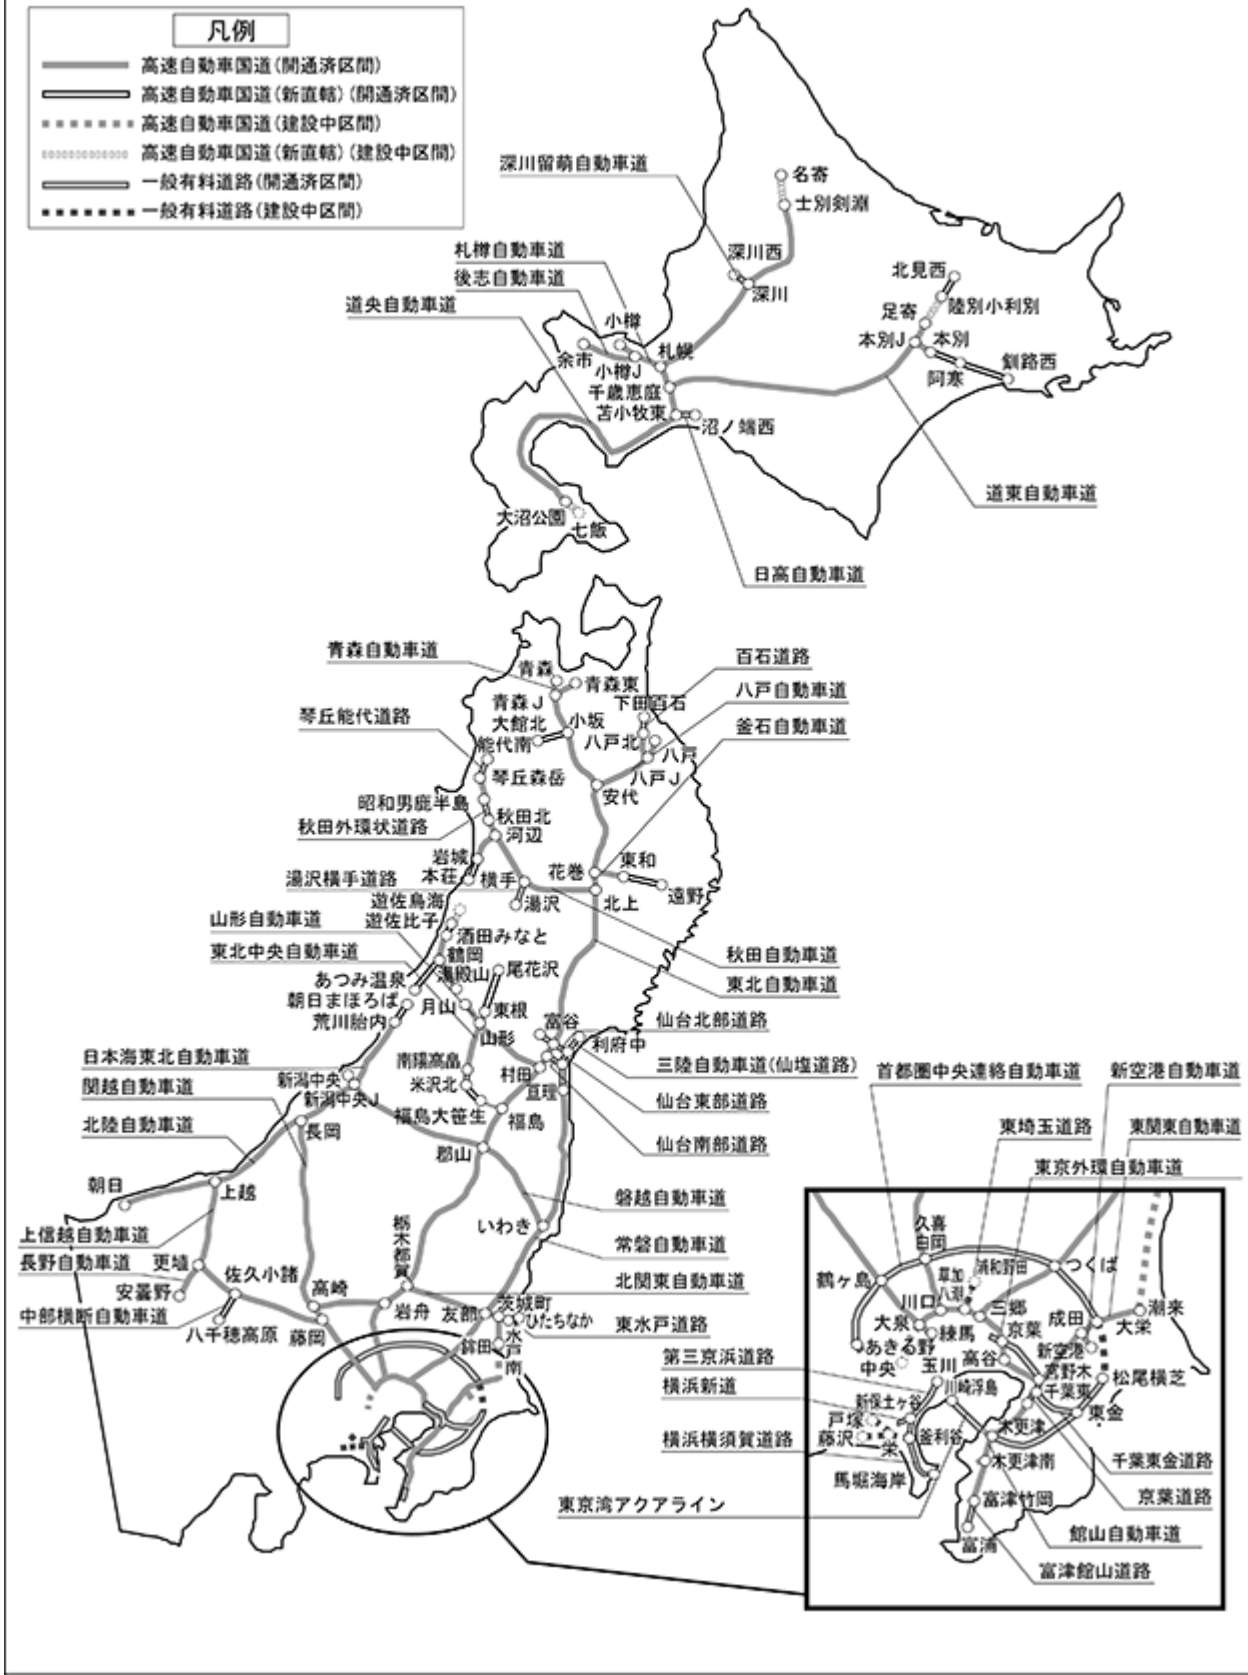 凡例
高速自動車国道(開通済区間)
高速自動車国道(新直轄)(開通済区間)
高速自動車国道(建設中区間)
高速自動車国道(新直轄)(建設中区間)
一般有料道路(開通済区間)
一般有料道路(建設中区間)
深川留萌自動車道
名寄
士別剣淵
札樽自動車道
深川西
後志自動車道
深川
北見西
道央自動車道
陸別小利別
小樽
足寄
余市
小樽J
札幌
本別J
本別
千歳恵庭
阿寒
釧路西
苫小牧東
沼ノ端西
道東自動車道
大沼公園
七飯
日高自動車道
青森自動車道
百石道路
青森
青森東
八戸自動車道
青森J
下田百石
琴丘能代道路
大館北
小坂
釜石自動車道
能代南
八戸北
八戸
琴丘森岳
八戸J
安代
昭和男鹿半島
秋田外環状道路
秋田北
河辺
岩城
花巻
東和
湯沢横手道路
本荘
横手
遠野
遊佐鳥海
湯沢
北上
山形自動車道
遊佐比子
酒田みなと
東北中央自動車道
鶴岡
秋田自動車道
あつみ温泉
湯殿山
尾花沢
東北自動車道
朝日まほろば
月山
東根
荒川胎内
山形
富谷
利府中
仙台北部道路
日本海東北自動車道
南陽高畠
三陸自動車道(仙塩道路)
関越自動車道
新潟中央
米沢北
村田
新潟中央J
亘理
仙台東部道路
北陸自動車道
長岡
福島大笹生
福島
仙台南部道路
郡山
朝日
上越
磐越自動車道
上信越自動車道
栃木都賀
いわき
常磐自動車道
長野自動車道
更埴
安曇野
佐久小諸
高崎
北関東自動車道
中部横断自動車道
八千穂高原
藤岡
岩舟
友部
茨城町
ひたちなか
東水戸道路
鉾田
水戸南
首都圏中央連絡自動車道
新空港自動車道
東埼玉道路
東関東自動車道
東京外環自動車道
久喜白岡
鶴ヶ島
草加八潮
浦和野田
つくば
川口
三郷
成田
潮来
大泉
練馬
京葉
大栄
あきる野
中央
玉川
高谷
新空港
第三京浜道路
宮野木
松尾横芝
横浜新道
川崎浮島
千葉東
新保土ヶ谷
戸塚
東金
藤沢
栄
釜利谷
木更津
横浜横須賀道路
木更津南
千葉東金道路
馬堀海岸
富津竹岡
京葉道路
東京湾アクアライン
富浦
館山自動車道
富津館山道路